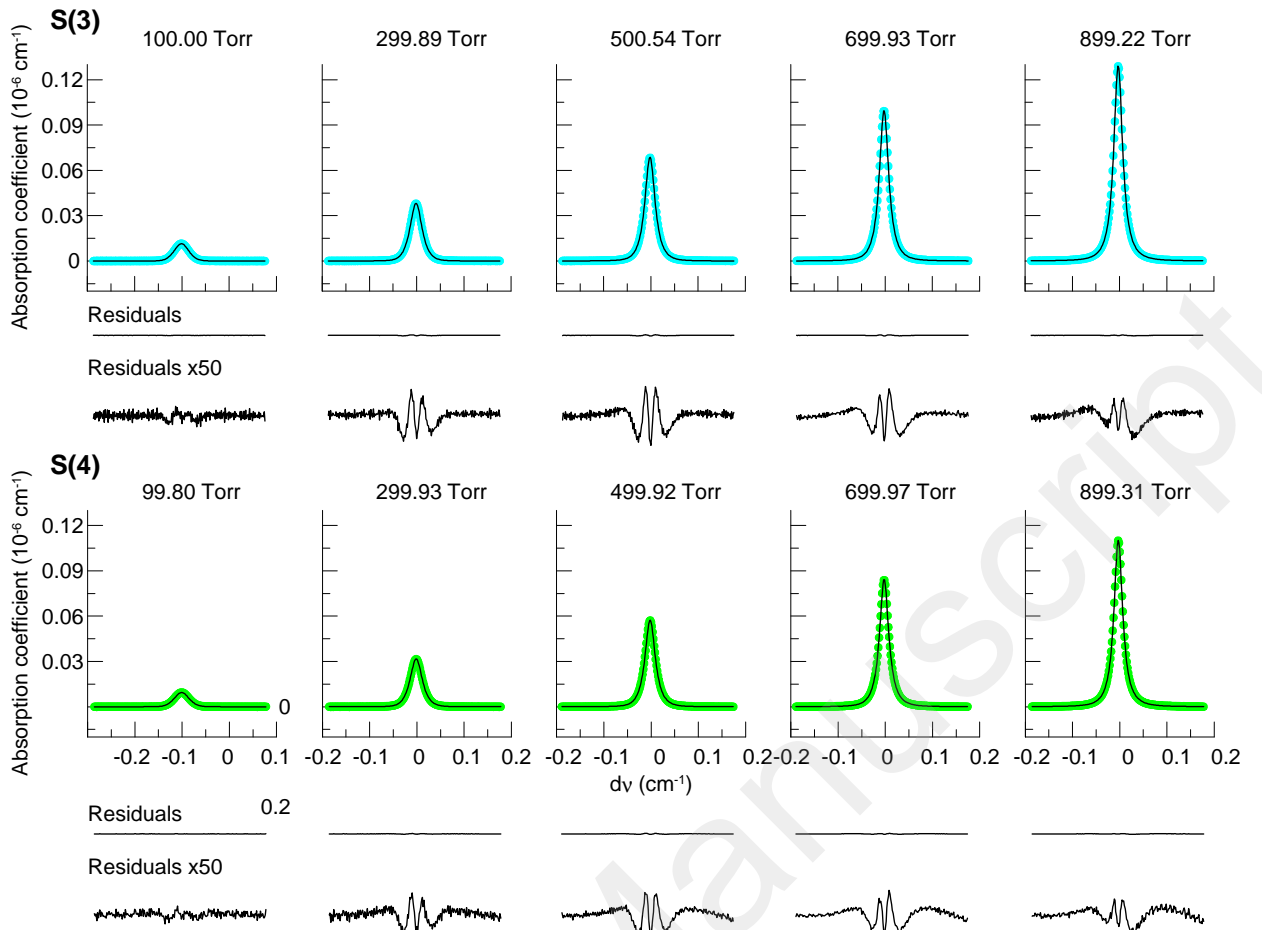 S(3)
100.00 Torr 299.89 Torr 500.54 Torr 699.93 Torr 899.22 Torr
Absorption coefficient (10⁻⁶ cm⁻¹)
0.12
0.09
0.06
0.03
0
Residuals
Residuals x50
S(4)
99.80 Torr 299.93 Torr 499.92 Torr 699.97 Torr 899.31 Torr
Absorption coefficient (10⁻⁶ cm⁻¹)
0.12
0.09
0.06
0.03
0
-0.2 -0.1 0 0.1 -0.2 -0.1 0 0.1 0.2 -0.2 -0.1 0 0.1 0.2 -0.2 -0.1 0 0.1 0.2 -0.2 -0.1 0 0.1 0.2
dν (cm⁻¹)
Residuals 0.2
Residuals x50
Manuscript